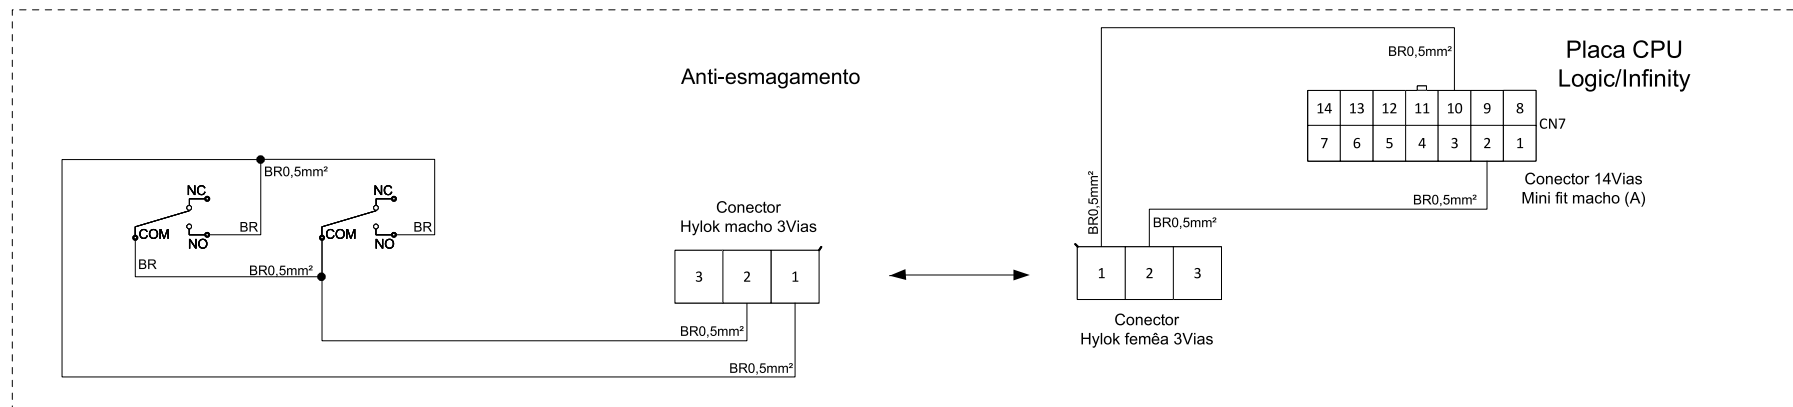 BR0,5mm²
Placa CPU
Logic/Infinity
Anti-esmagamento
14 13 12 11 10 9 8
CN7
7 6 5 4 3 2 1
BR0,5mm²
NC
NC
BR0,5mm²
Conector 14Vias
Mini fit macho (A)
BR0,5mm²
BR0,5mm²
Conector
Hylok macho 3Vias
BR0,5mm²
COM
BR
NO
COM
BR
NO
BR
BR0,5mm²
3 2 1
1 2 3
BR0,5mm²
Conector
Hylok femêa 3Vias
BR0,5mm²